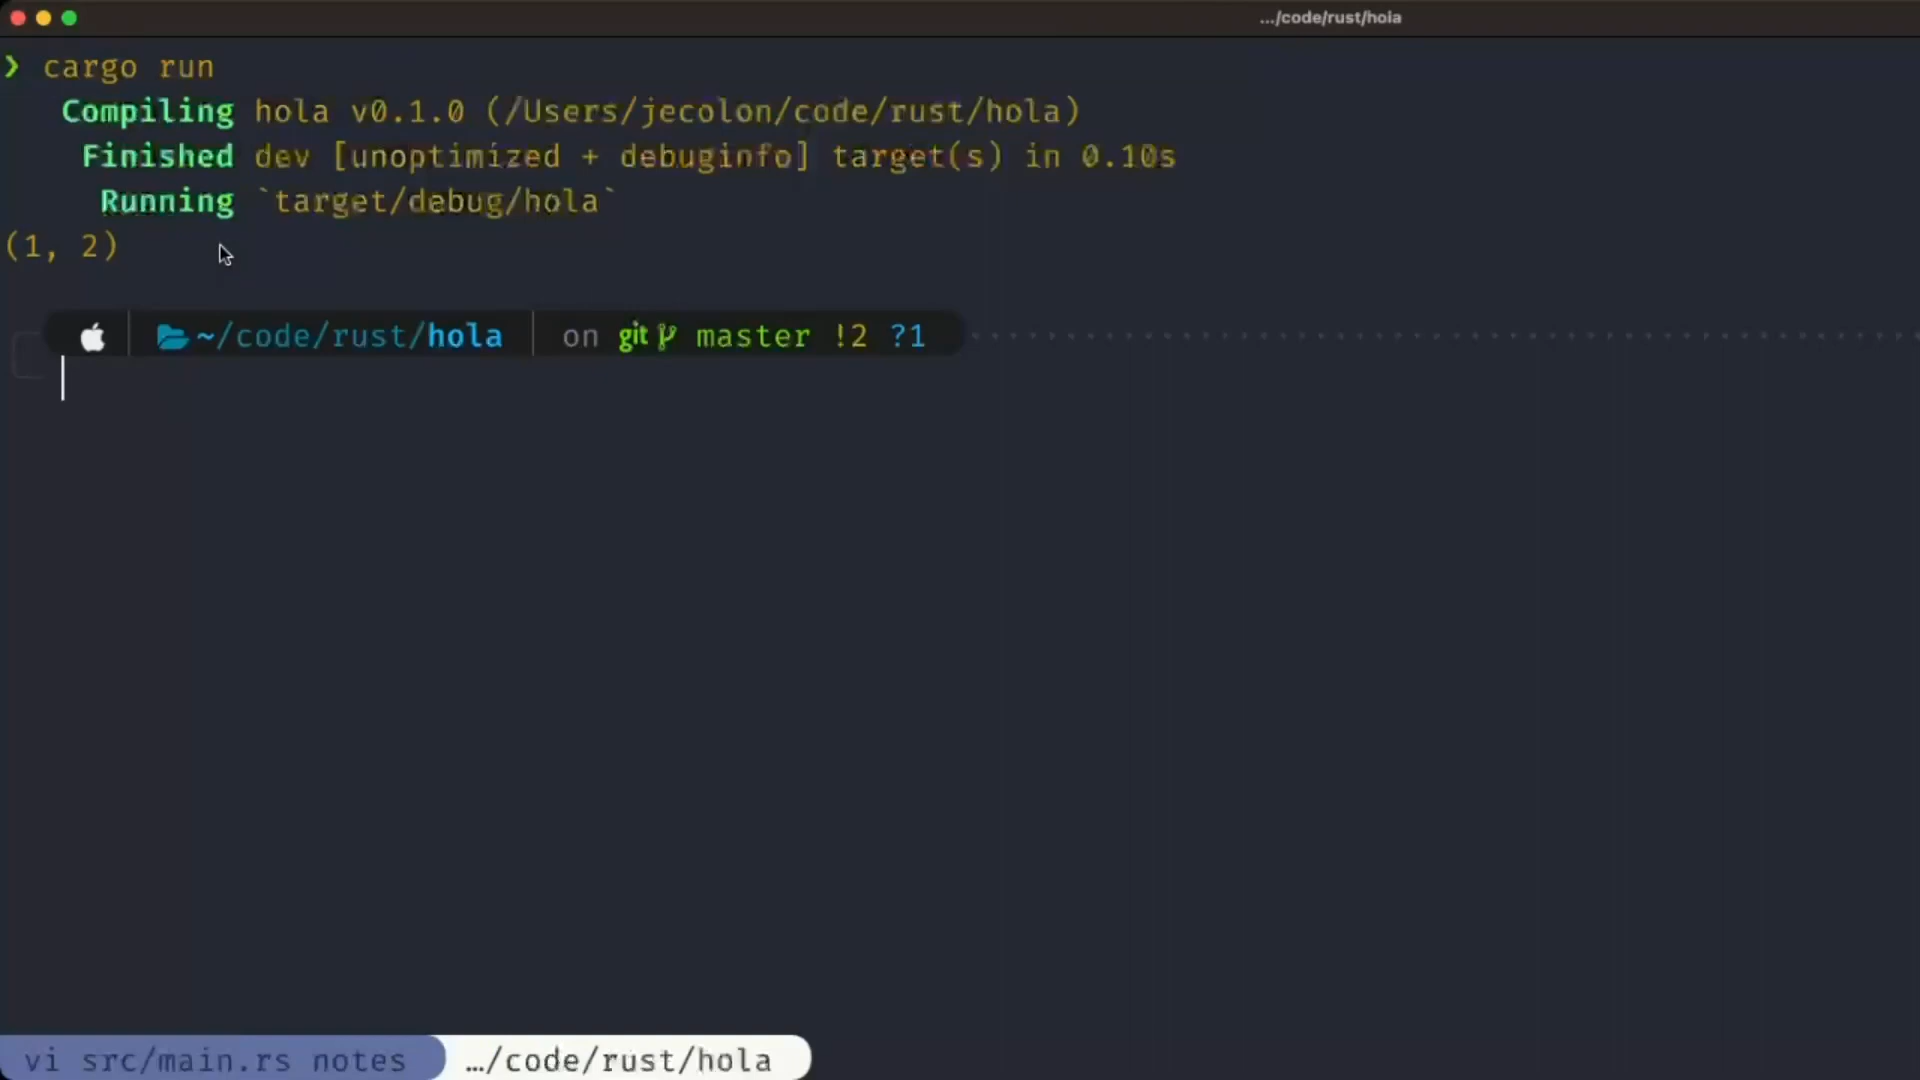 …/code/rust/hola
❯ cargo run
Compiling hola v0.1.0 (/Users/jecolon/code/rust/hola)
Finished dev [unoptimized + debuginfo] target(s) in 0.10s
Running `target/debug/hola`
(1, 2)
~/code/rust/hola on git master !2 ?1
vi src/main.rs notes …/code/rust/hola